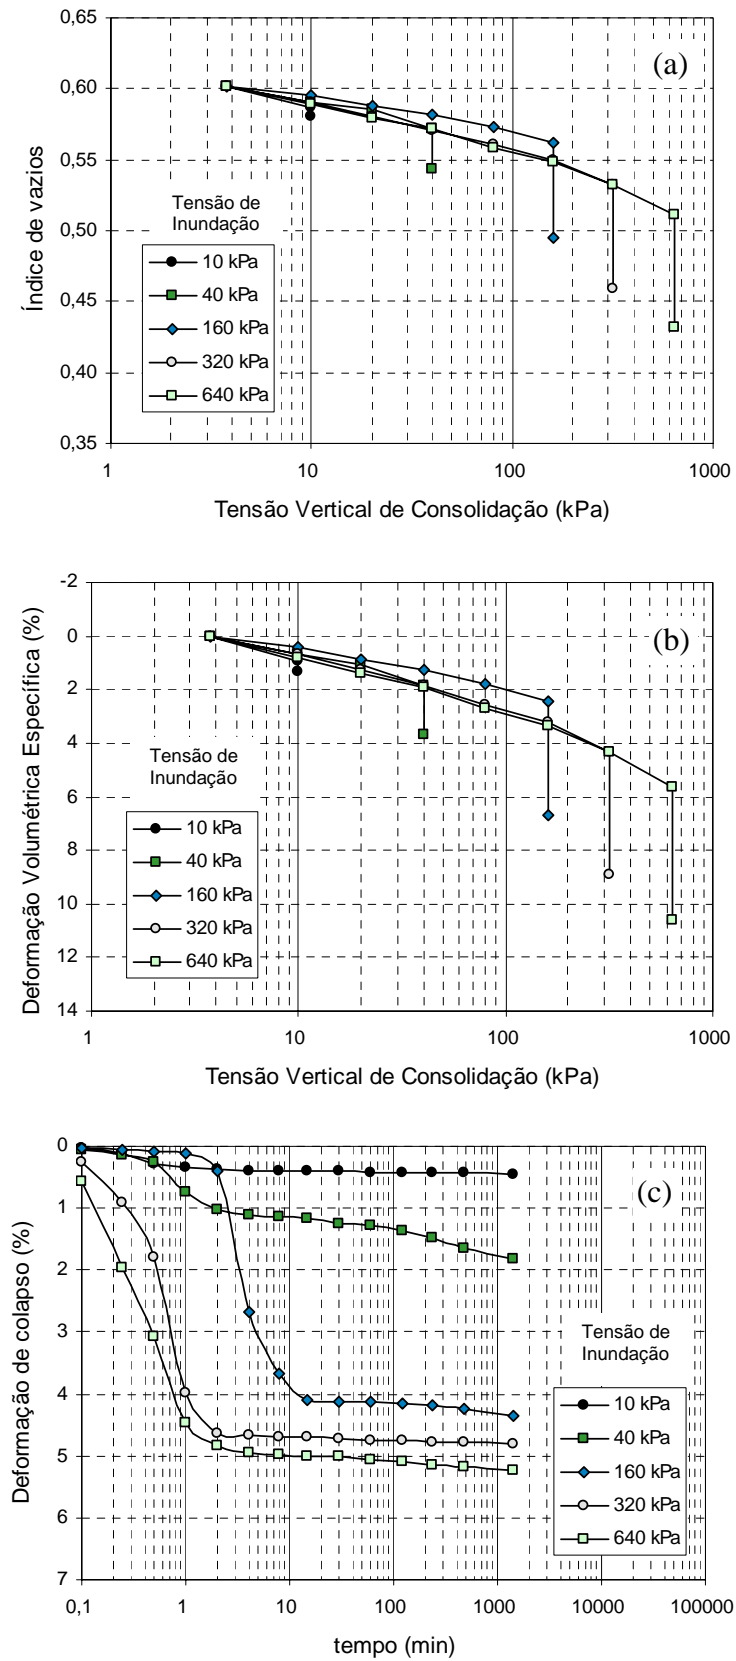 0,65
0,60
0,55
0,50
0,45
0,40
0,35
Índice de vazios
(a)
Tensão de
Inundação
10 kPa
40 kPa
160 kPa
320 kPa
640 kPa
1
10
100
1000
Tensão Vertical de Consolidação (kPa)
-2
0
2
4
6
8
10
12
14
Deformação Volumétrica Específica (%)
(b)
Tensão de
Inundação
10 kPa
40 kPa
160 kPa
320 kPa
640 kPa
1
10
100
1000
Tensão Vertical de Consolidação (kPa)
0
1
2
3
4
5
6
7
Deformação de colapso (%)
(c)
Tensão de
Inundação
10 kPa
40 kPa
160 kPa
320 kPa
640 kPa
0,1
1
10
100
1000
10000
100000
tempo (min)